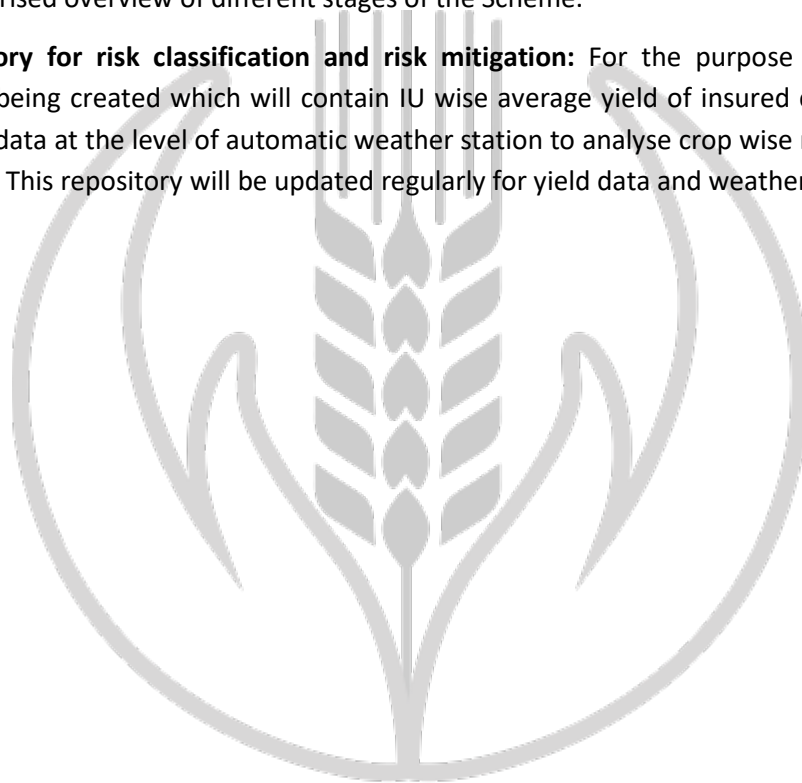 rised overview of different stages of the Scheme.
ory for risk classification and risk mitigation: For the purpose
being created which will contain IU wise average yield of insured
data at the level of automatic weather station to analyse crop wise
This repository will be updated regularly for yield data and weather